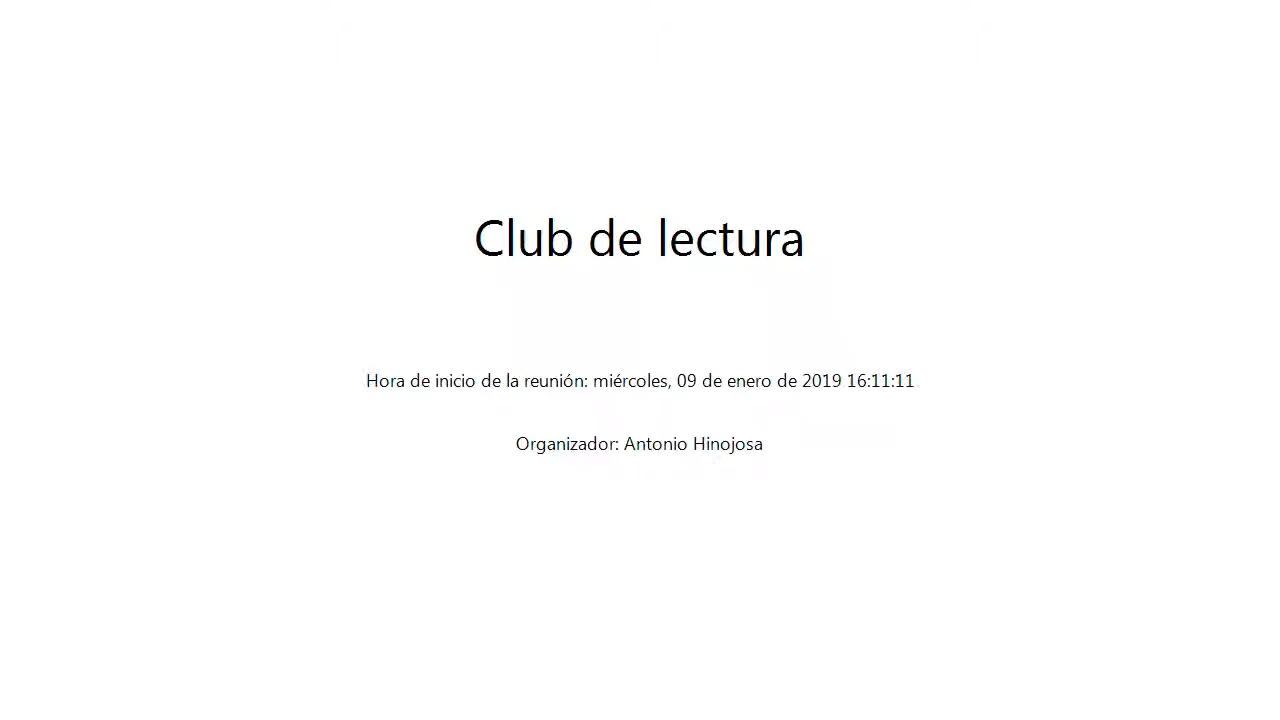 Club de lectura
Hora de inicio de la reunión: miércoles, 09 de enero de 2019 16:11:11
Organizador: Antonio Hinojosa